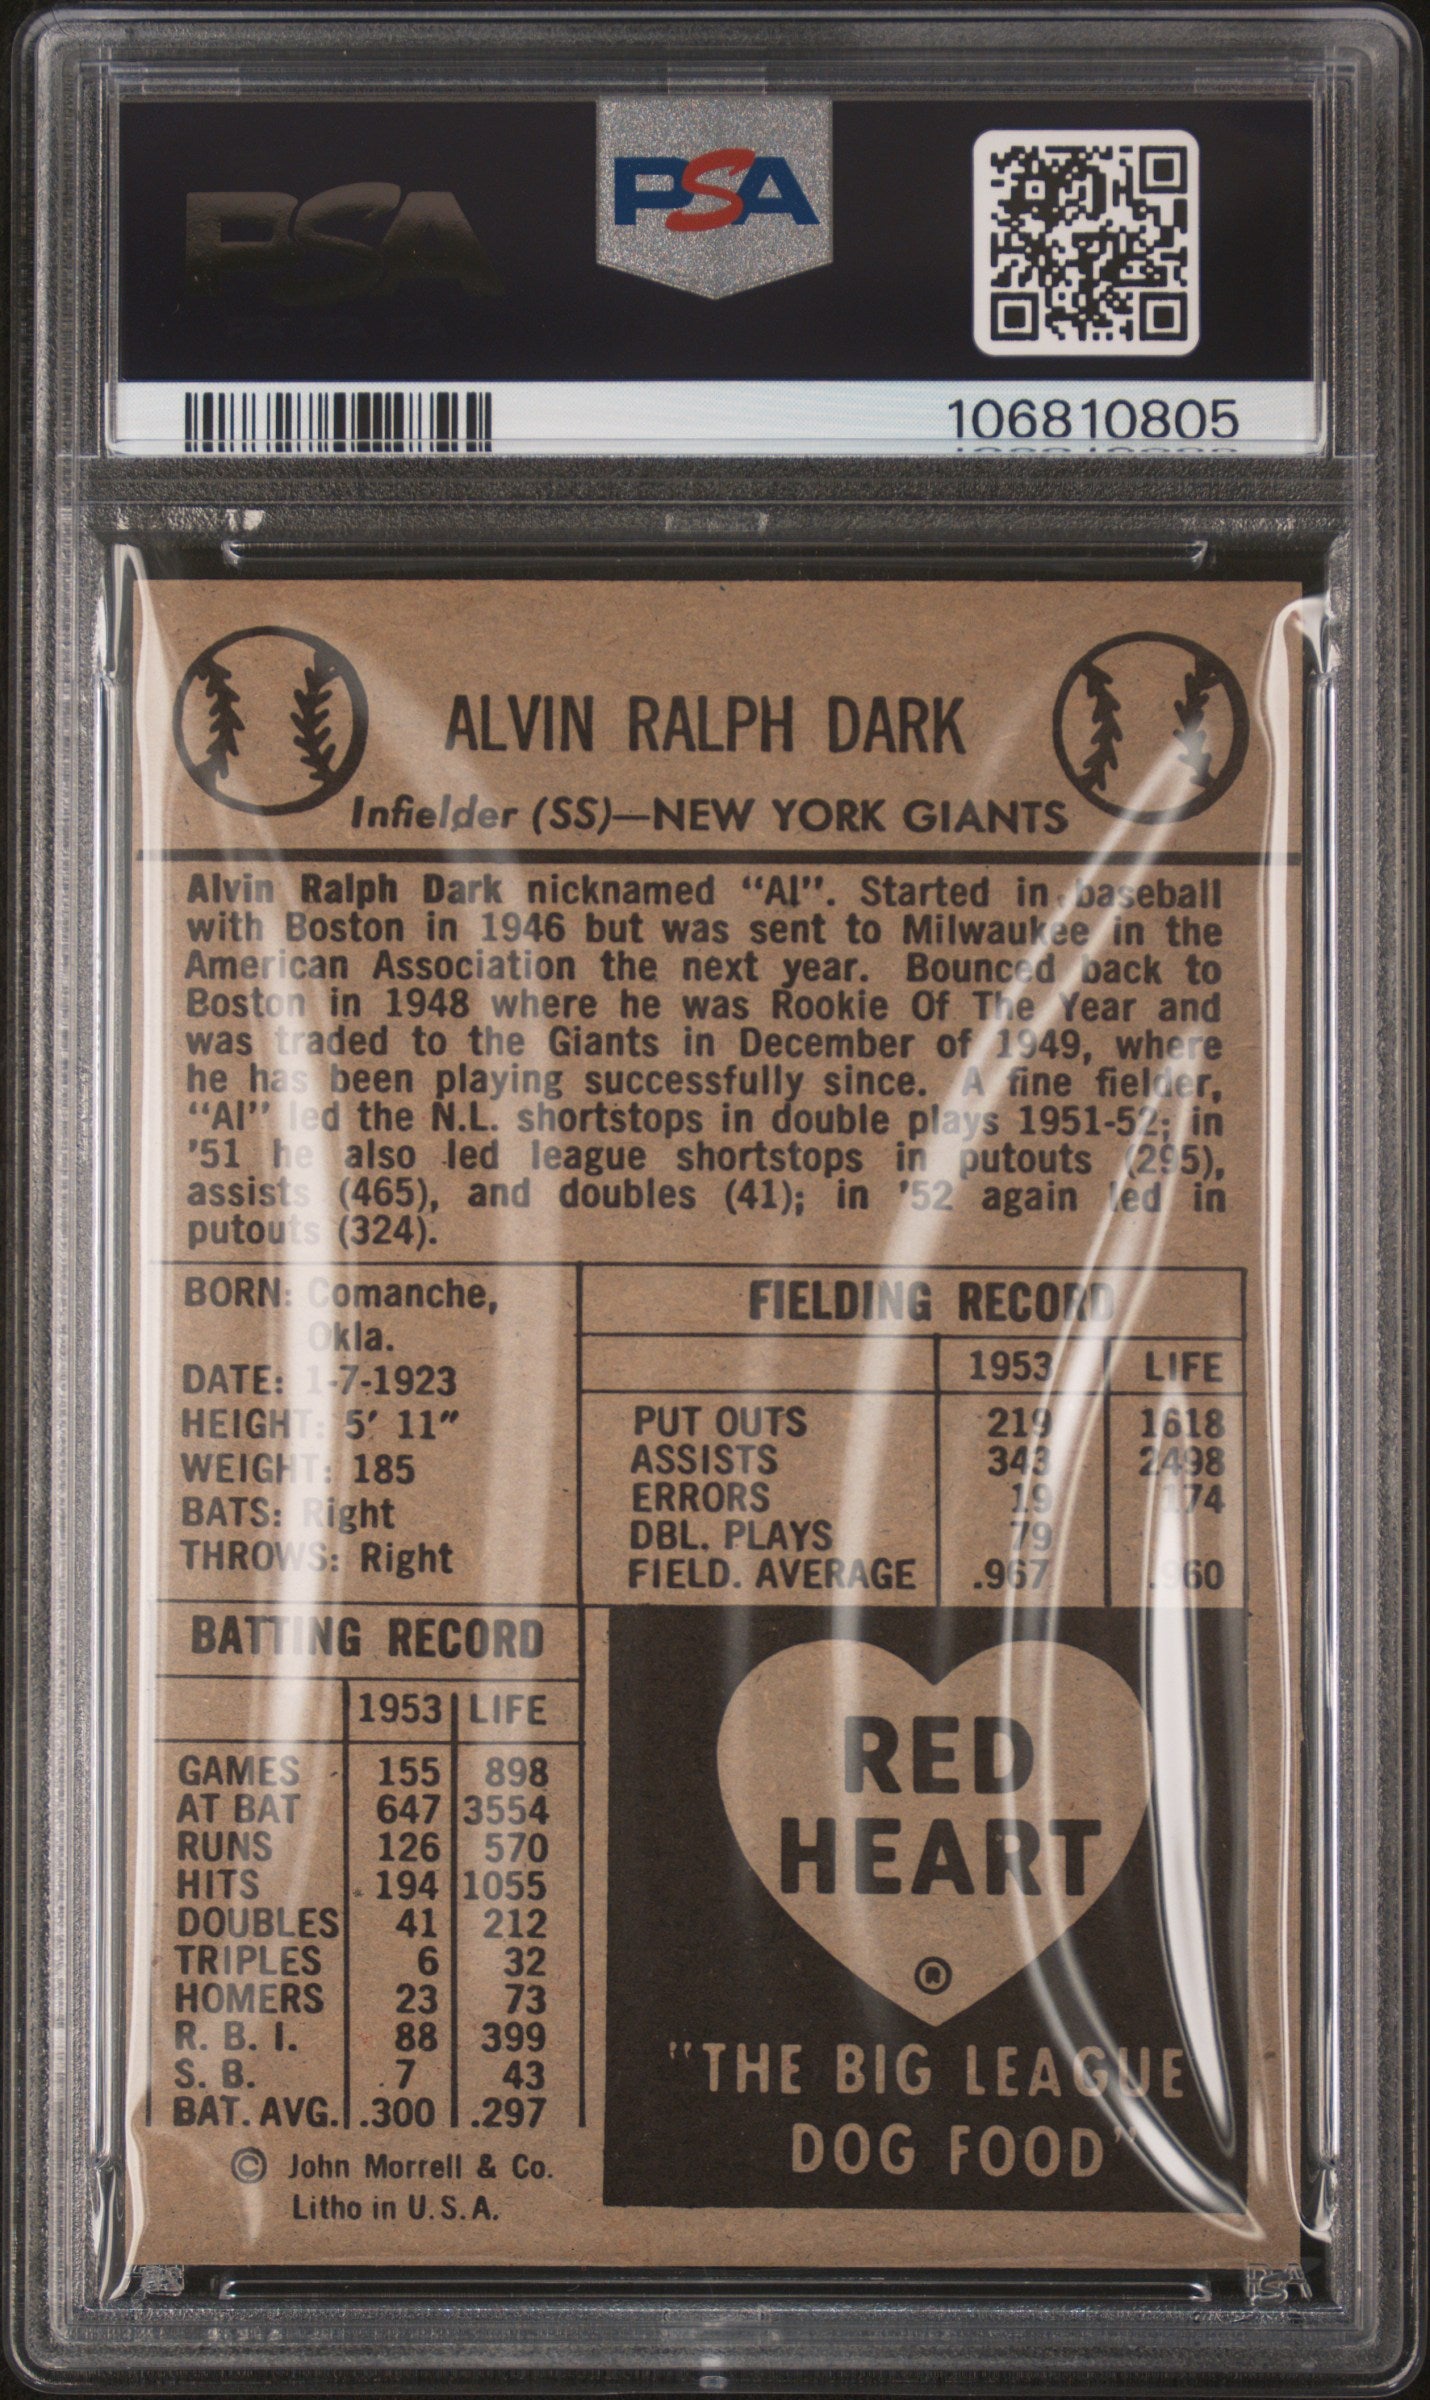 PSA
PSA
106810805
ALVIN RALPH DARK
Infielder (SS)—NEW YORK GIANTS
Alvin Ralph Dark nicknamed “Al”. Started in baseball
with Boston in 1946 but was sent to Milwaukee in the
American Association the next year. Bounced back to
Boston in 1948 where he was Rookie Of The Year and
was traded to the Giants in December of 1949, where
he has been playing successfully since. A fine fielder,
“Al” led the N.L. shortstops in double plays 1951-52; in
’51 he also led league shortstops in putouts (295),
assists (465), and doubles (41); in ’52 again led in
putouts (324).
BORN: Comanche,
Okla.
DATE: 1-7-1923
HEIGHT: 5′ 11″
WEIGHT: 185
BATS: Right
THROWS: Right
FIELDING RECORD
1953 LIFE
PUT OUTS 219 1618
ASSISTS 343 2498
ERRORS 19 174
DBL. PLAYS 79
FIELD. AVERAGE .967 .960
BATTING RECORD
1953 LIFE
GAMES 155 898
AT BAT 647 3554
RUNS 126 570
HITS 194 1055
DOUBLES 41 212
TRIPLES 6 32
HOMERS 23 73
R. B. I. 88 399
S. B. 7 43
BAT. AVG. .300 .297
© John Morrell & Co.
Litho in U.S.A.
RED
HEART
®
"THE BIG LEAGUE
DOG FOOD"
PSA